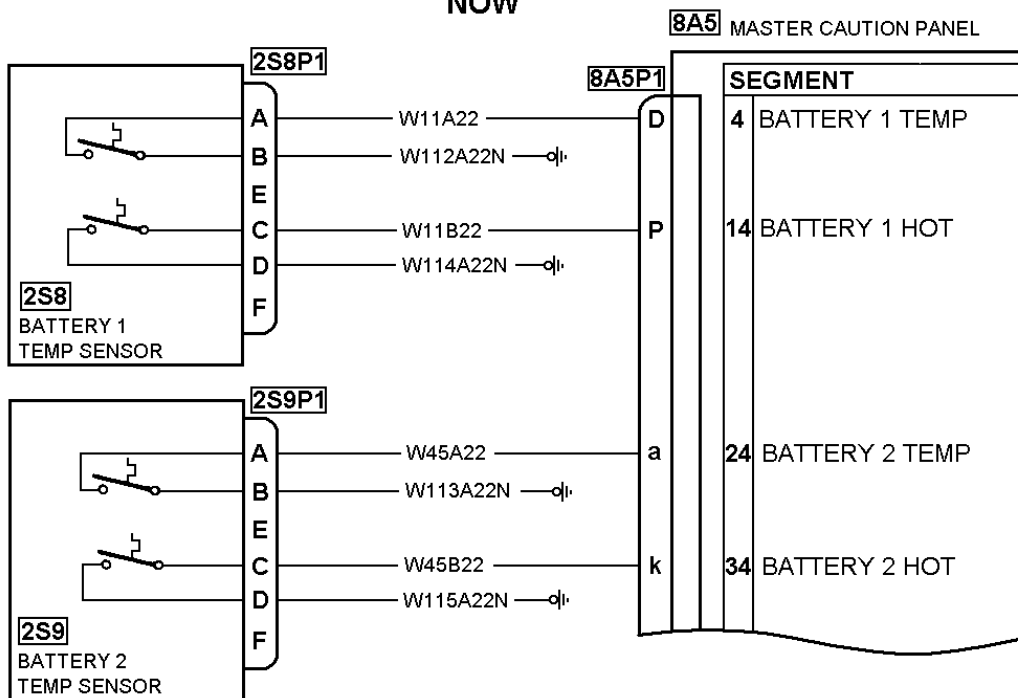 NOW
8A5 MASTER CAUTION PANEL
2S8P1
8A5P1
SEGMENT
A W11A22 D 4 BATTERY 1 TEMP
B W112A22N
E
C W11B22 P 14 BATTERY 1 HOT
D W114A22N
F
2S8
BATTERY 1
TEMP SENSOR
2S9P1
A W45A22 a 24 BATTERY 2 TEMP
B W113A22N
E
C W45B22 k 34 BATTERY 2 HOT
D W115A22N
F
2S9
BATTERY 2
TEMP SENSOR